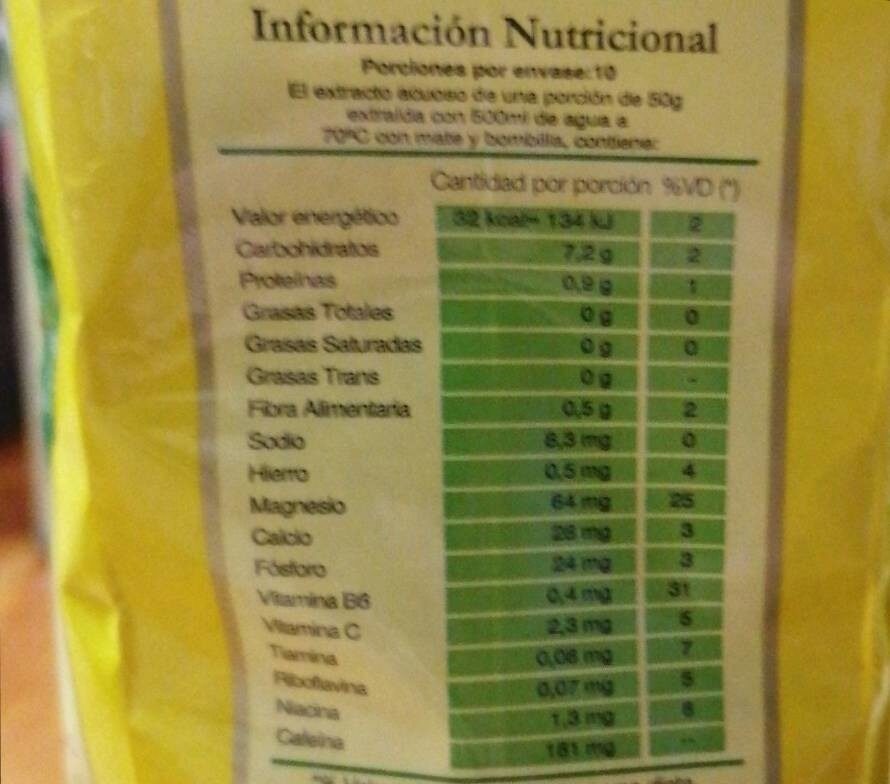 Información Nutricional
Porciones por envase: 10
El extracto acuoso de una porción de 50g
extraída con 500ml de agua a
70ºC con mate y bombilla, contiene:
Cantidad por porción %VD (*)
Valor energético 32 kcal= 134 kJ 2
Carbohidratos 7,2 g 2
Proteínas 0,9 g 1
Grasas Totales 0 g 0
Grasas Saturadas 0 g 0
Grasas Trans 0 g -
Fibra Alimentaria 0,5 g 2
Sodio 8,3 mg 0
Hierro 0,5 mg 4
Magnesio 64 mg 25
Calcio 28 mg 3
Fósforo 24 mg 3
Vitamina B6 0,4 mg 31
Vitamina C 2,3 mg 5
Tiamina 0,08 mg 7
Riboflavina 0,07 mg 5
Niacina 1,3 mg 8
Cafeína 181 mg --